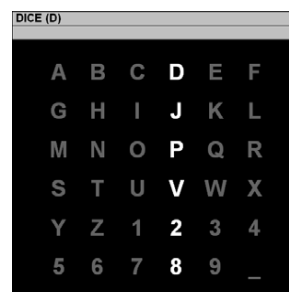 DICE (D)
A B C D E F
G H I J K L
M N O P Q R
S T U V W X
Y Z 1 2 3 4
5 6 7 8 9 _